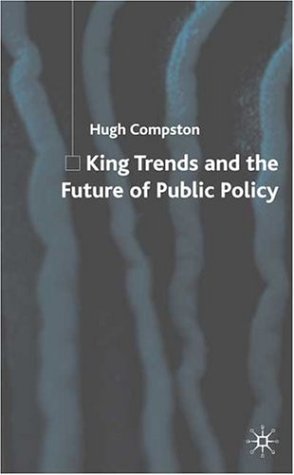 Hugh Compston
King Trends and the
Future of Public Policy